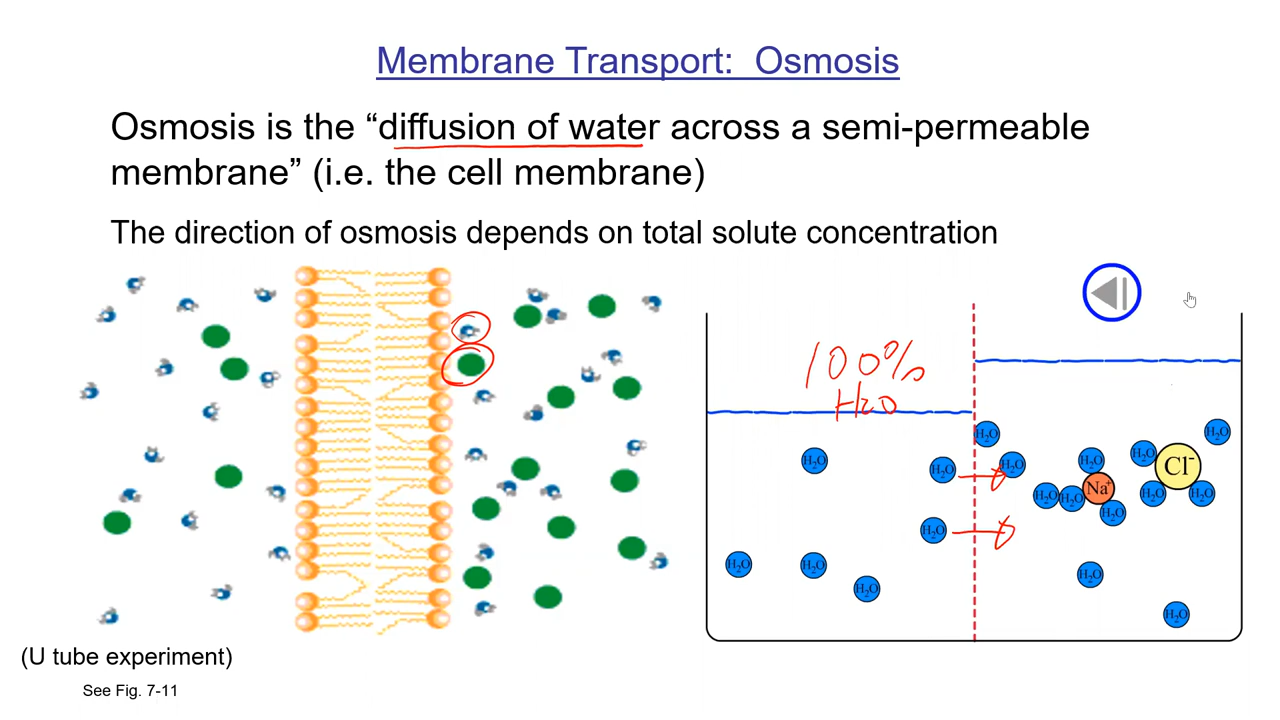 Membrane Transport:  Osmosis
Osmosis is the “diffusion of water across a semi-permeable
membrane” (i.e. the cell membrane)
The direction of osmosis depends on total solute concentration
100%
H2O
H₂O
H₂O
H₂O
H₂O
H₂O
H₂O
H₂O
H₂O
H₂O
H₂O
H₂O
H₂O
Na⁺
H₂O
H₂O
Cl⁻
H₂O
H₂O
H₂O
H₂O
H₂O
(U tube experiment)
See Fig. 7-11